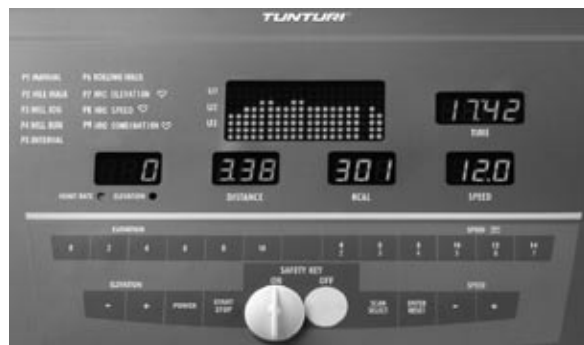 TUNTURI
P1 MANUAL P6 ROLLING HILLS
P2 HILL WALK P7 HRC ELEVATION
P3 HILL JOG P8 HRC SPEED
P4 HILL RUN P9 HRC COMBINATION
P5 INTERVAL
17.42
TIME
0 3.38 301 12.0
HEART RATE ELEVATION DISTANCE KCAL SPEED
ELEVATION SPEED
0 2 4 6 8 10
SAFETY KEY
ON OFF
ELEVATION SPEED
- + POWER START STOP SCAN SELECT ENTER RESET - +